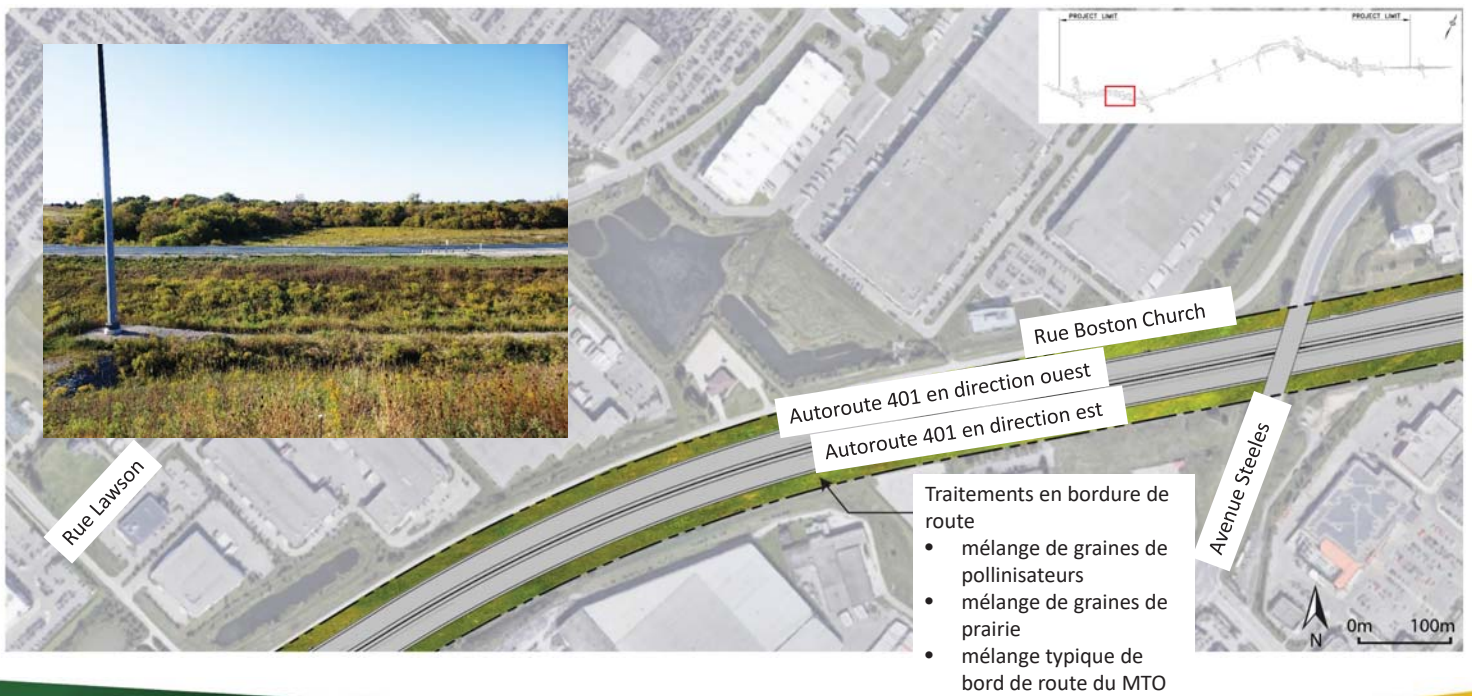 PROJECT LIMIT
PROJECT LIMIT
Rue Boston Church
Autoroute 401 en direction ouest
Autoroute 401 en direction est
Rue Lawson
Avenue Steeles
Traitements en bordure de
route
• mélange de graines de
pollinisateurs
• mélange de graines de
prairie
• mélange typique de
bord de route du MTO
N
0m 100m